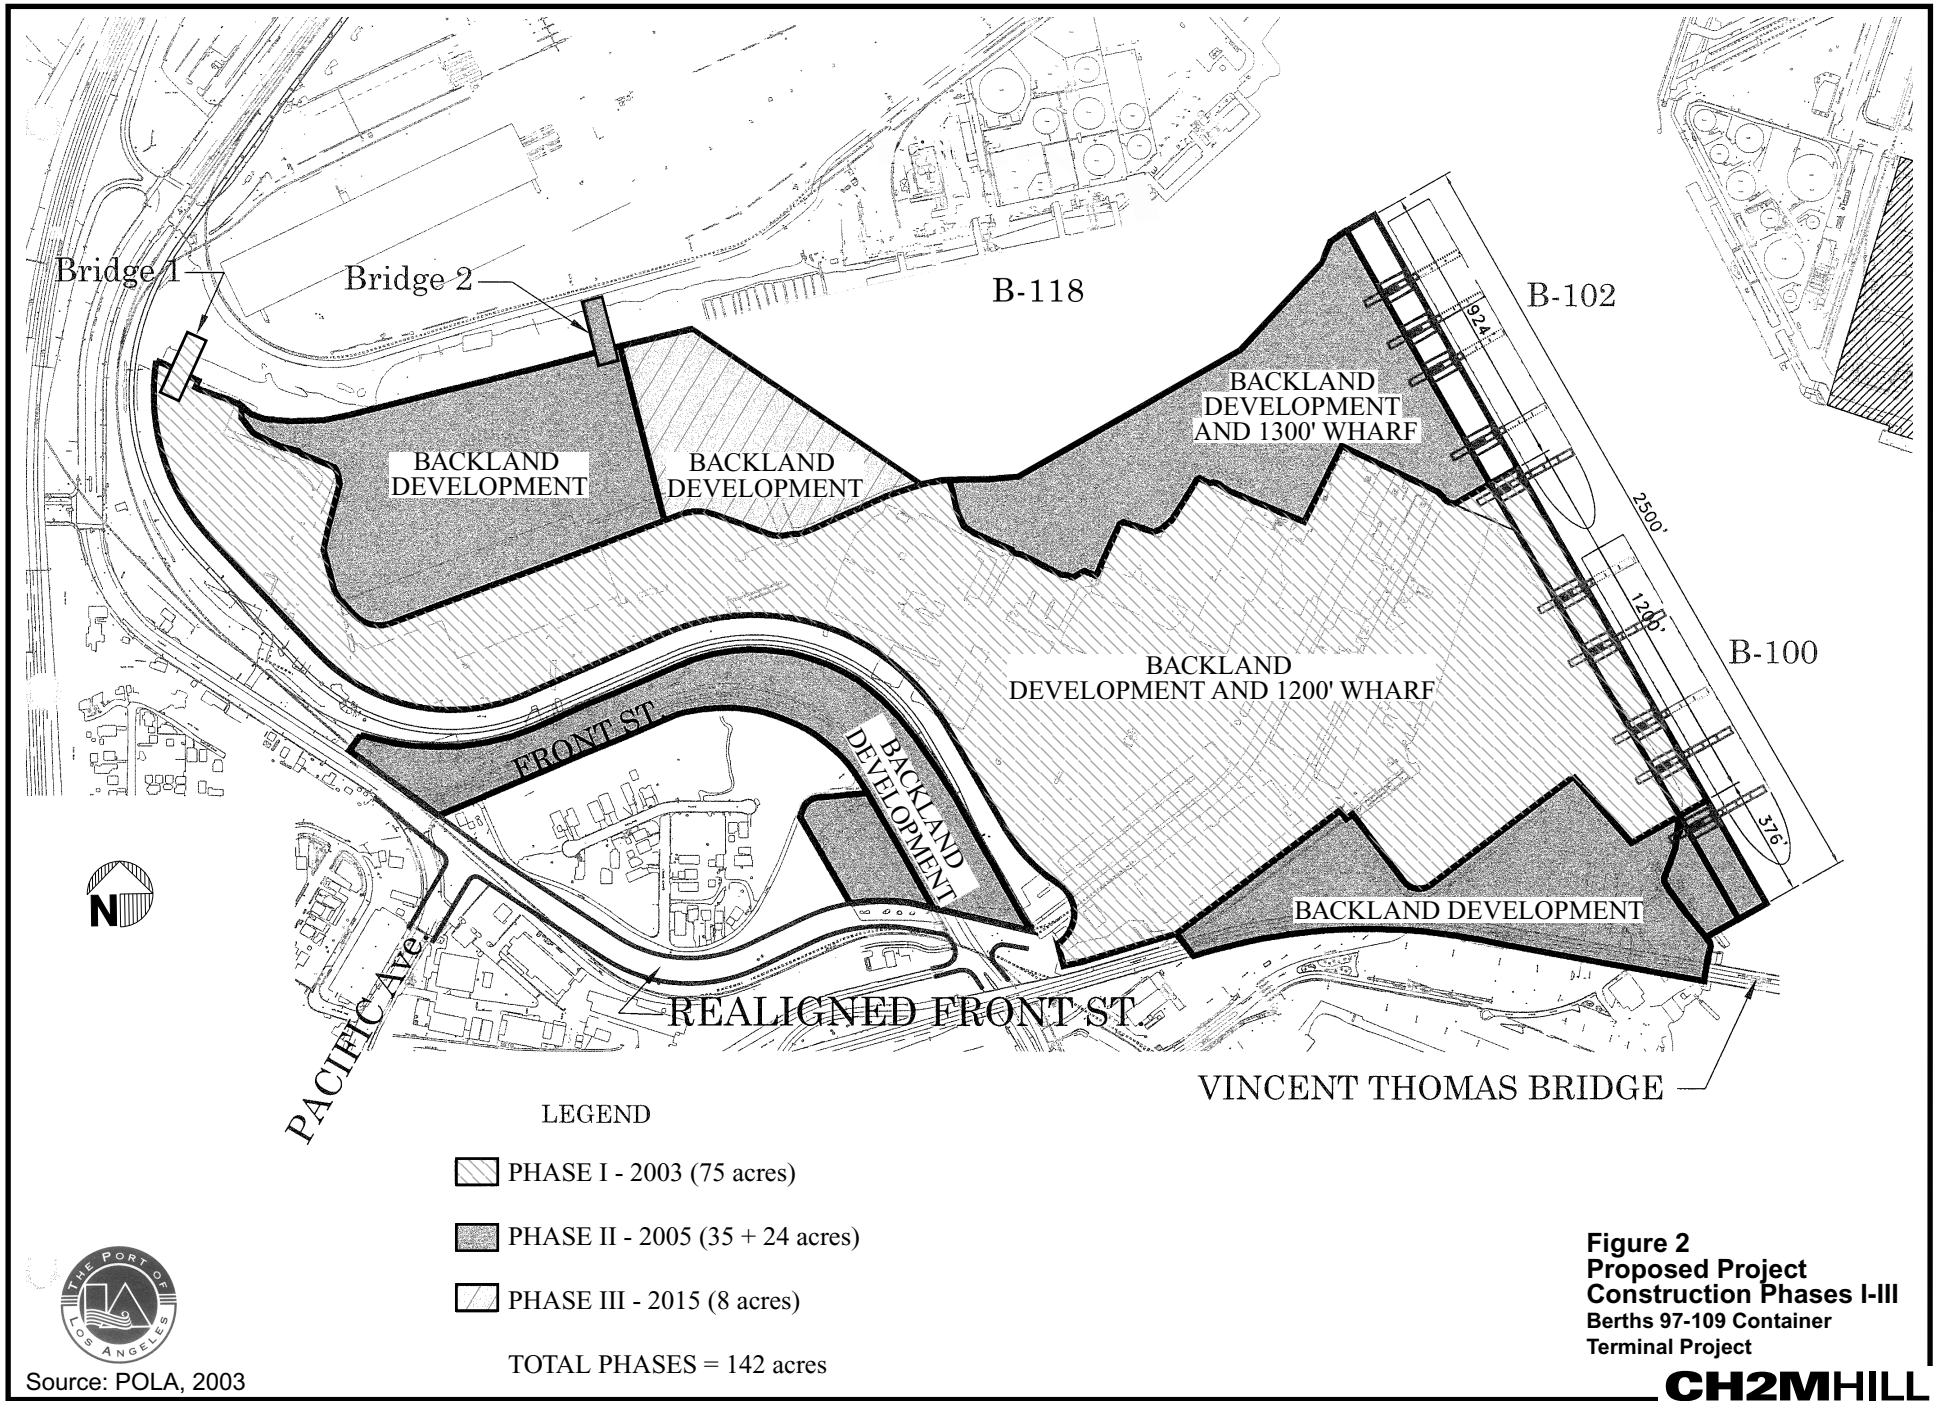 Bridge 1
Bridge 2
B-118
B-102
924'
BACKLAND
DEVELOPMENT
AND 1300' WHARF
BACKLAND
DEVELOPMENT
BACKLAND
DEVELOPMENT
2500'
1200'
B-100
BACKLAND
DEVELOPMENT AND 1200' WHARF
FRONT ST.
BACKLAND
DEVELOPMENT
376'
BACKLAND DEVELOPMENT
N
PACIFIC Ave.
REALIGNED FRONT ST.
VINCENT THOMAS BRIDGE
LEGEND
PHASE I - 2003 (75 acres)
PHASE II - 2005 (35 + 24 acres)
PHASE III - 2015 (8 acres)
TOTAL PHASES = 142 acres
THE PORT OF
LOS ANGELES
LA
Source: POLA, 2003
Figure 2
Proposed Project
Construction Phases I-III
Berths 97-109 Container
Terminal Project
CH2MHILL